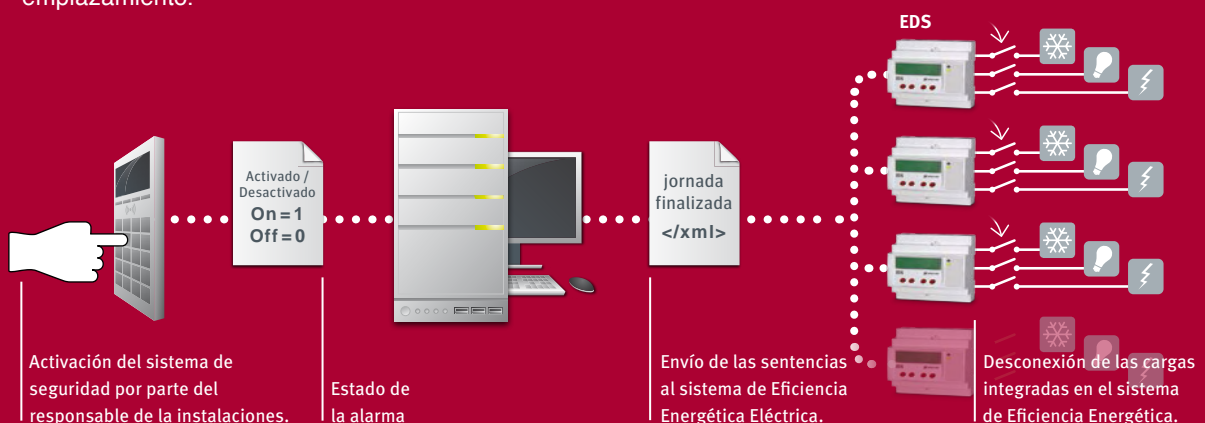 emplazamiento.
EDS
Activado /
Desactivado
On = 1
Off = 0
jornada
finalizada
</xml>
Activación del sistema de
seguridad por parte del
responsable de la instalaciones.
Estado de
la alarma
Envío de las sentencias
al sistema de Eficiencia
Energética Eléctrica.
Desconexión de las cargas
integradas en el sistema
de Eficiencia Energética.